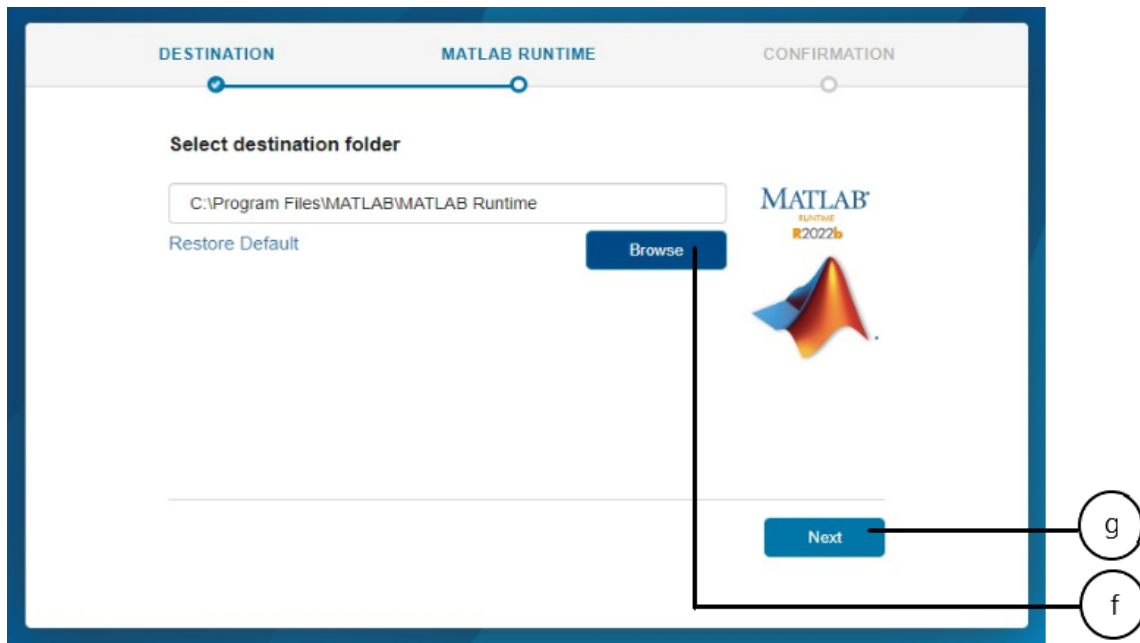 DESTINATION MATLAB RUNTIME CONFIRMATION
Select destination folder
C:\Program Files\MATLAB\MATLAB Runtime
Restore Default
Browse
MATLAB
RUNTIME
R2022b
Next
g
f